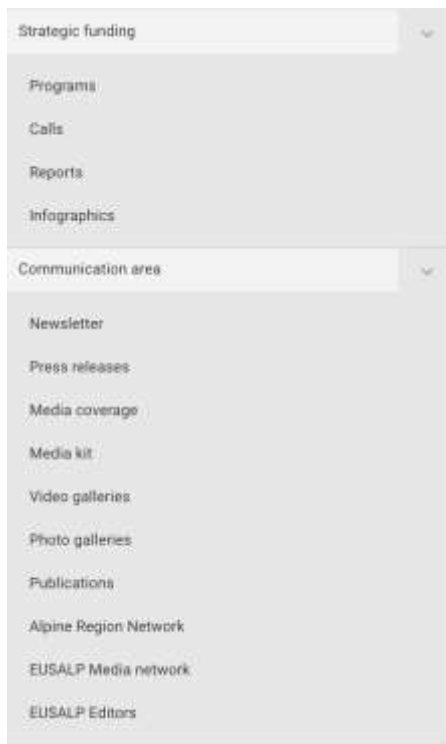 Strategic funding
Programs
Calls
Reports
Infographics
Communication area
Newsletter
Press releases
Media coverage
Media kit
Video galleries
Photo galleries
Publications
Alpine Region Network
EUSALP Media network
EUSALP Editors